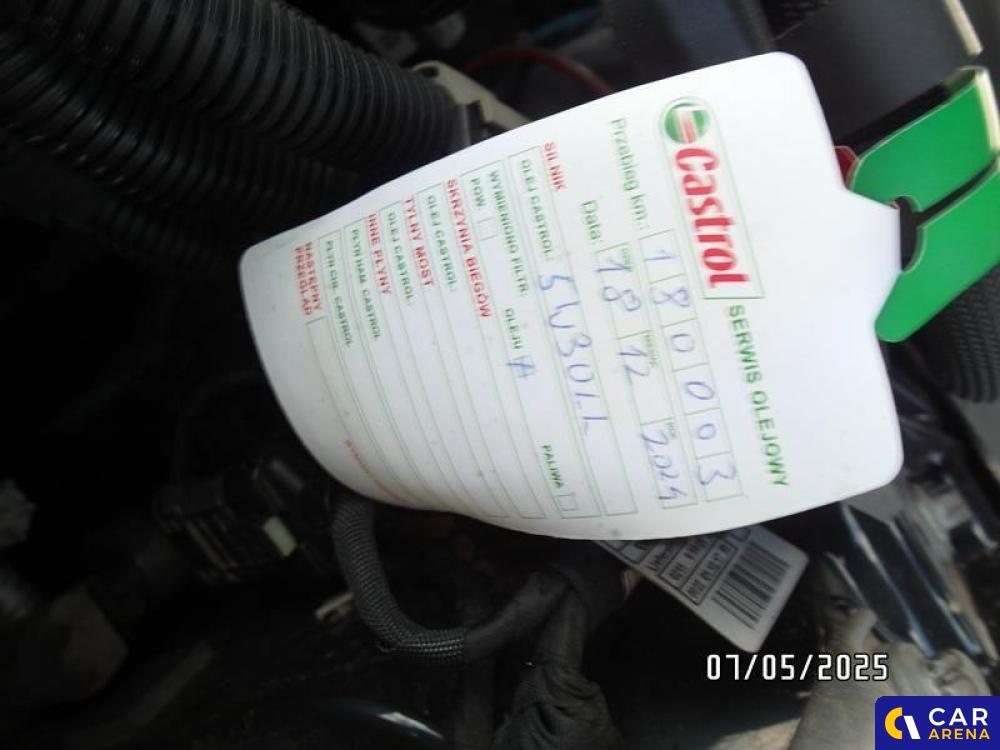 Castrol
SERWIS OLEJOWY
Przebieg km.: 180003
Data: 18 12 2024
SILNIK
OLEJ CASTROL: 5W30LL
WYMIENIONO FILTR: OLEJU PALIWA
POW
SKRZYNIA BIEGÓW
OLEJ CASTROL:
TYLNY MOST
OLEJ CASTROL:
INNE PŁYNY
PŁYN HAM. CASTROL
PŁYN CHŁ. CASTROL
NASTĘPNY
PRZEGLĄD
07/05/2025
CAR
ARENA